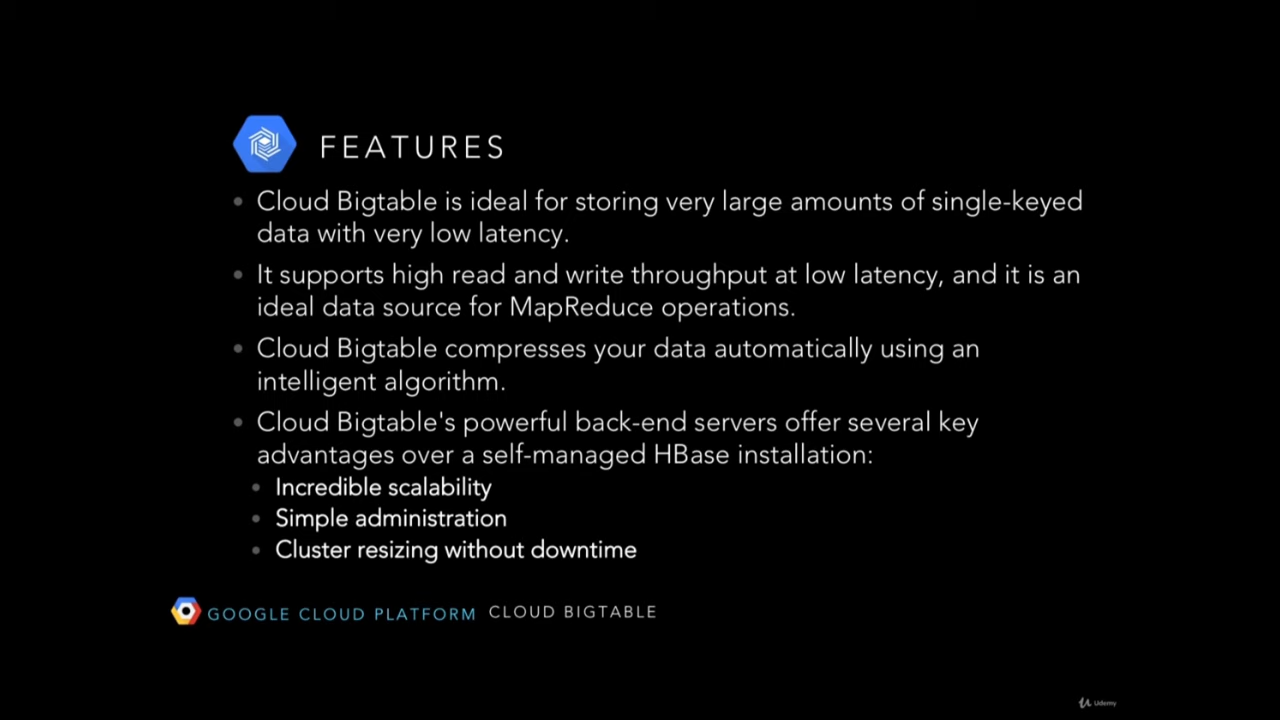 FEATURES
• Cloud Bigtable is ideal for storing very large amounts of single-keyed
data with very low latency.
• It supports high read and write throughput at low latency, and it is an
ideal data source for MapReduce operations.
• Cloud Bigtable compresses your data automatically using an
intelligent algorithm.
• Cloud Bigtable's powerful back-end servers offer several key
advantages over a self-managed HBase installation:
• Incredible scalability
• Simple administration
• Cluster resizing without downtime
GOOGLE CLOUD PLATFORM CLOUD BIGTABLE
Udemy